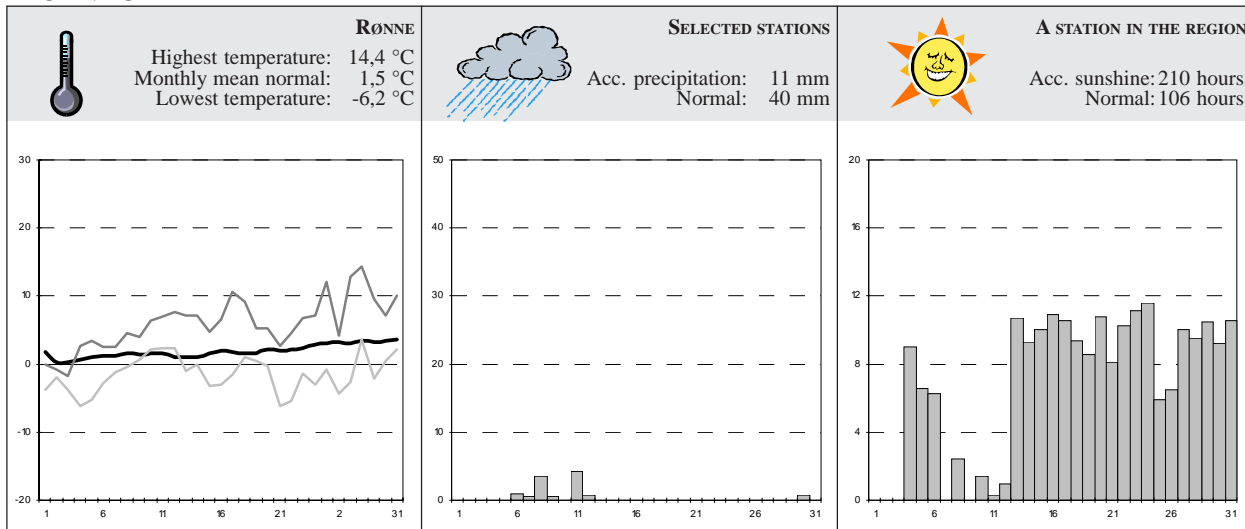 RØNNE
Highest temperature: 14,4 °C
Monthly mean normal: 1,5 °C
Lowest temperature: -6,2 °C
SELECTED STATIONS
Acc. precipitation: 11 mm
Normal: 40 mm
A STATION IN THE REGION
Acc. sunshine: 210 hours
Normal: 106 hours
30
20
10
0
-10
-20
1 6 11 16 21 2 31
50
40
30
20
10
0
1 6 11 16 21 26 31
20
16
12
8
4
0
1 6 11 16 21 26 31